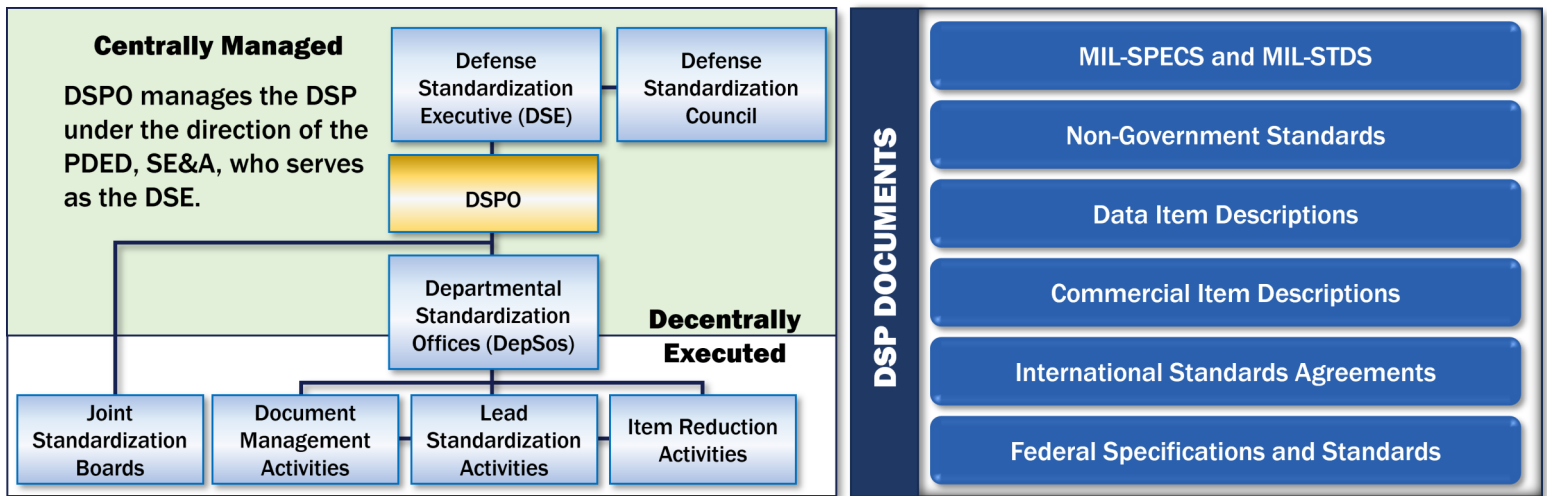 Centrally Managed
DSPO manages the DSP
under the direction of the
PDED, SE&A, who serves
as the DSE.
Defense
Standardization
Executive (DSE)
Defense
Standardization
Council
DSPO
Departmental
Standardization
Offices (DepSos)
Decentrally
Executed
Joint
Standardization
Boards
Document
Management
Activities
Lead
Standardization
Activities
Item Reduction
Activities
DSP DOCUMENTS
MIL-SPECS and MIL-STDS
Non-Government Standards
Data Item Descriptions
Commercial Item Descriptions
International Standards Agreements
Federal Specifications and Standards